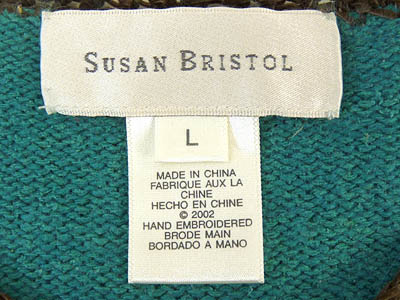 SUSAN BRISTOL
L
MADE IN CHINA
FABRIQUE AUX LA
CHINE
HECHO EN CHINE
© 2002
HAND EMBROIDERED
BRODE MAIN
BORDADO A MANO